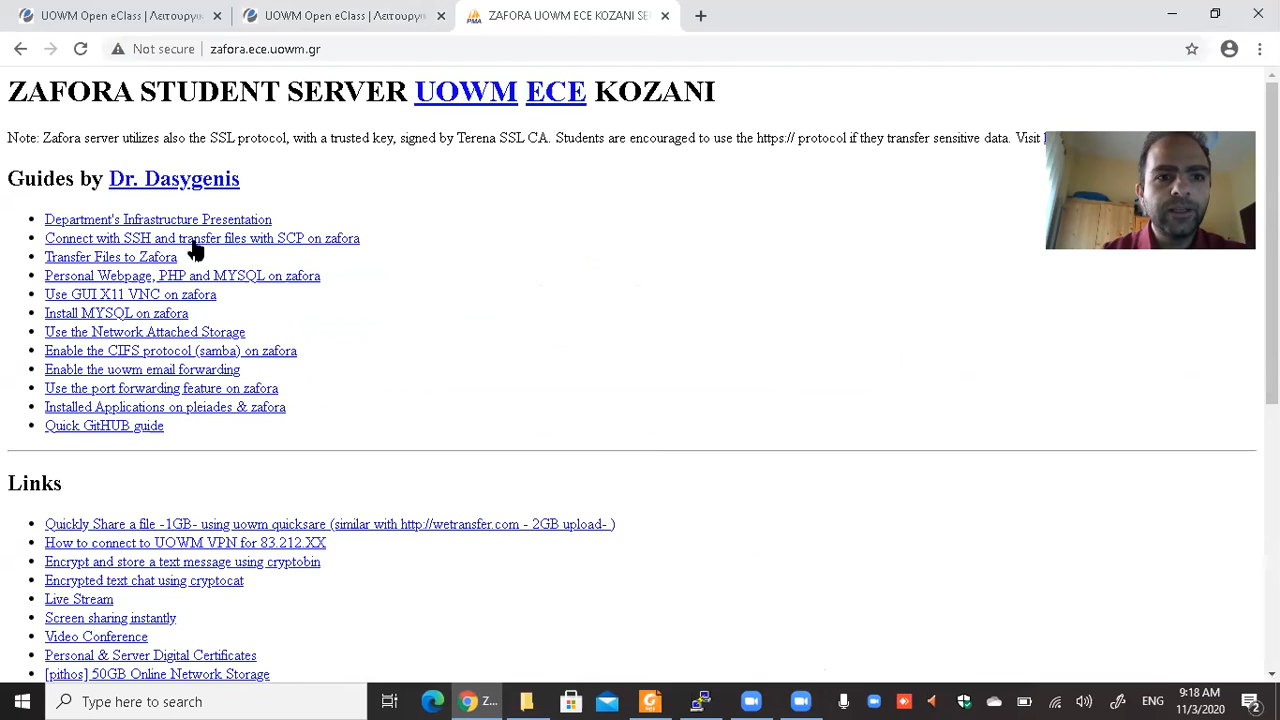 UOWM Open eClass | Λειτουργι
UOWM Open eClass | Λειτουργι
ZAFORA UOWM ECE KOZANI SE
Not secure
zafora.ece.uowm.gr
ZAFORA STUDENT SERVER UOWM ECE KOZANI
Note: Zafora server utilizes also the SSL protocol, with a trusted key, signed by Terena SSL CA. Students are encouraged to use the https:// protocol if they transfer sensitive data. Visit
Guides by Dr. Dasygenis
Department's Infrastructure Presentation
Connect with SSH and transfer files with SCP on zafora
Transfer Files to Zafora
Personal Webpage, PHP and MYSQL on zafora
Use GUI X11 VNC on zafora
Install MYSQL on zafora
Use the Network Attached Storage
Enable the CIFS protocol (samba) on zafora
Enable the uowm email forwarding
Use the port forwarding feature on zafora
Installed Applications on pleiades & zafora
Quick GitHUB guide
Links
Quickly Share a file -1GB- using uowm quicksare (similar with http://wetransfer.com - 2GB upload- )
How to connect to UOWM VPN for 83.212.XX
Encrypt and store a text message using cryptobin
Encrypted text chat using cryptocat
Live Stream
Screen sharing instantly
Video Conference
Personal & Server Digital Certificates
[pithos] 50GB Online Network Storage
Type here to search
Z...
ENG
9:18 AM
11/3/2020
2